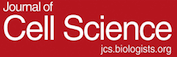 Journal of
Cell Science
jcs.biologists.org